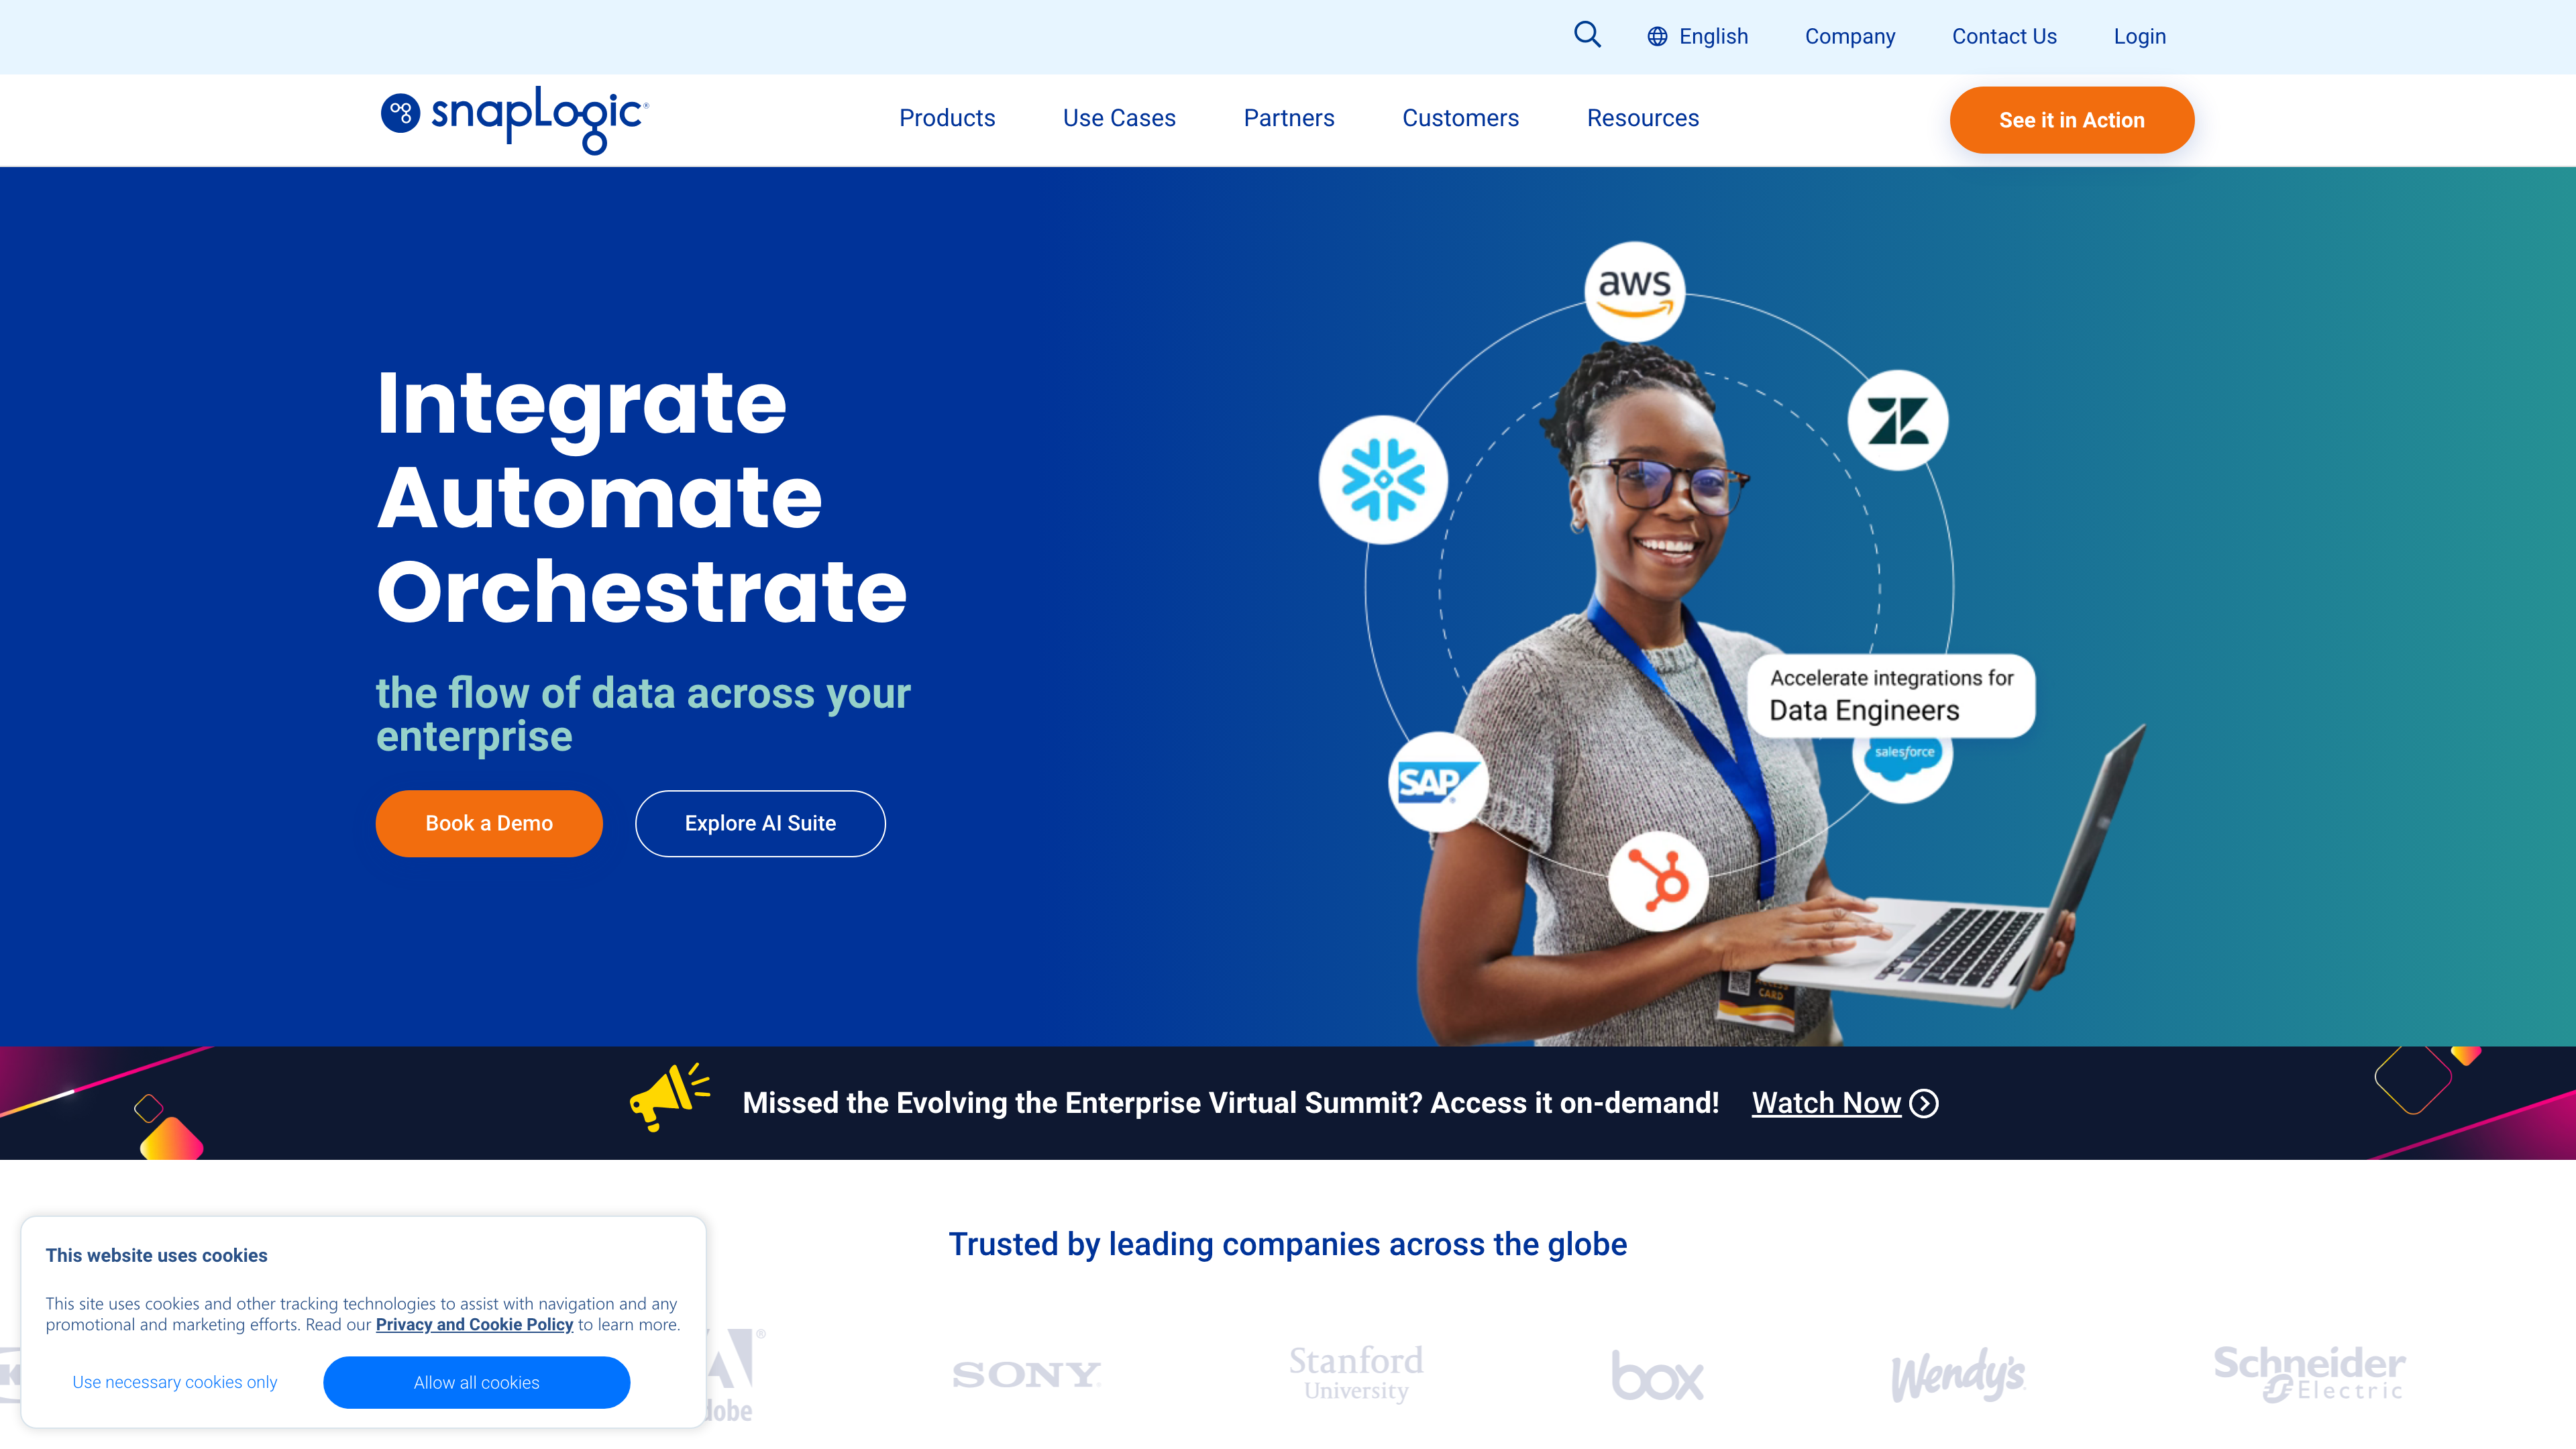 English
Company
Contact Us
Login
snapLogic®
Products
Use Cases
Partners
Customers
Resources
See it in Action
Integrate
Automate
Orchestrate
the flow of data across your
enterprise
Book a Demo
Explore AI Suite
aws
Accelerate integrations for
Data Engineers
salesforce
SAP®
CARD
Missed the Evolving the Enterprise Virtual Summit? Access it on-demand!
Watch Now
Trusted by leading companies across the globe
This website uses cookies
This site uses cookies and other tracking technologies to assist with navigation and any
promotional and marketing efforts. Read our Privacy and Cookie Policy to learn more.
Use necessary cookies only
Allow all cookies
dobe
SONY
Stanford
University
box
Wendy's
Schneider
Electric